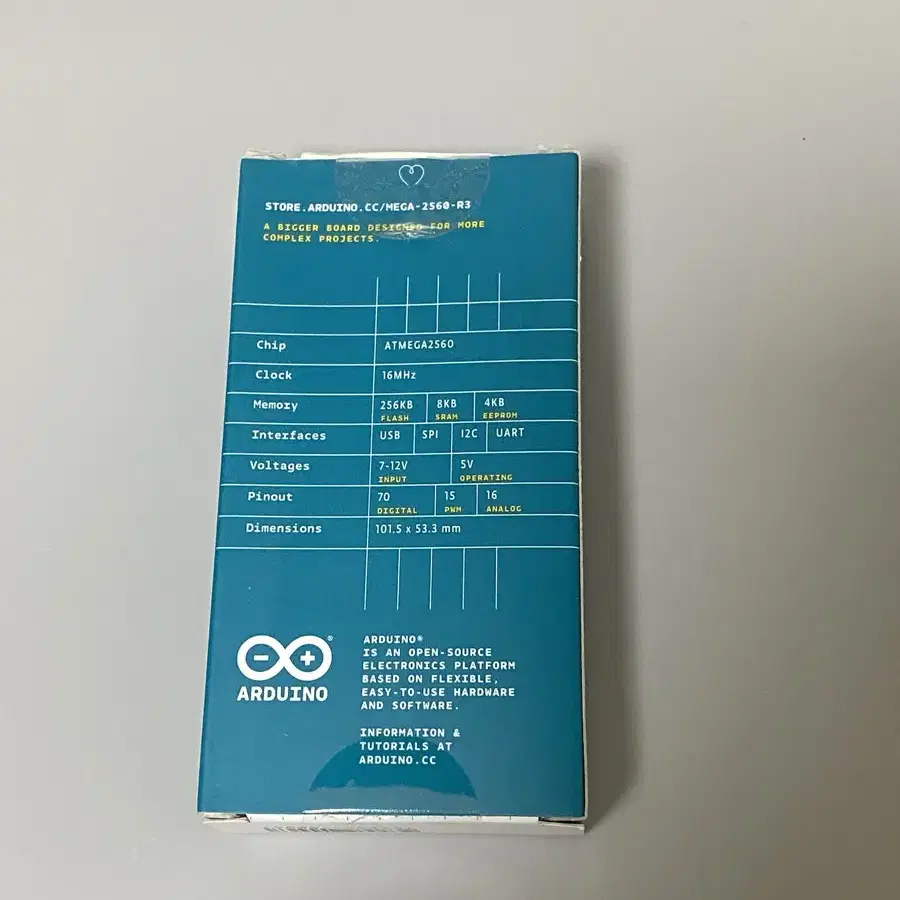 STORE.ARDUINO.CC/MEGA-2560-R3
A BIGGER BOARD DESIGNED FOR MORE
COMPLEX PROJECTS.
Chip ATMEGA2560
Clock 16MHz
Memory 256KB 8KB 4KB
FLASH SRAM EEPROM
Interfaces USB SPI I2C UART
Voltages 7-12V 5V
INPUT OPERATING
Pinout 70 15 16
DIGITAL PWM ANALOG
Dimensions 101.5 x 53.3 mm
ARDUINO
ARDUINO®
IS AN OPEN-SOURCE
ELECTRONICS PLATFORM
BASED ON FLEXIBLE,
EASY-TO-USE HARDWARE
AND SOFTWARE.
INFORMATION &
TUTORIALS AT
ARDUINO.CC